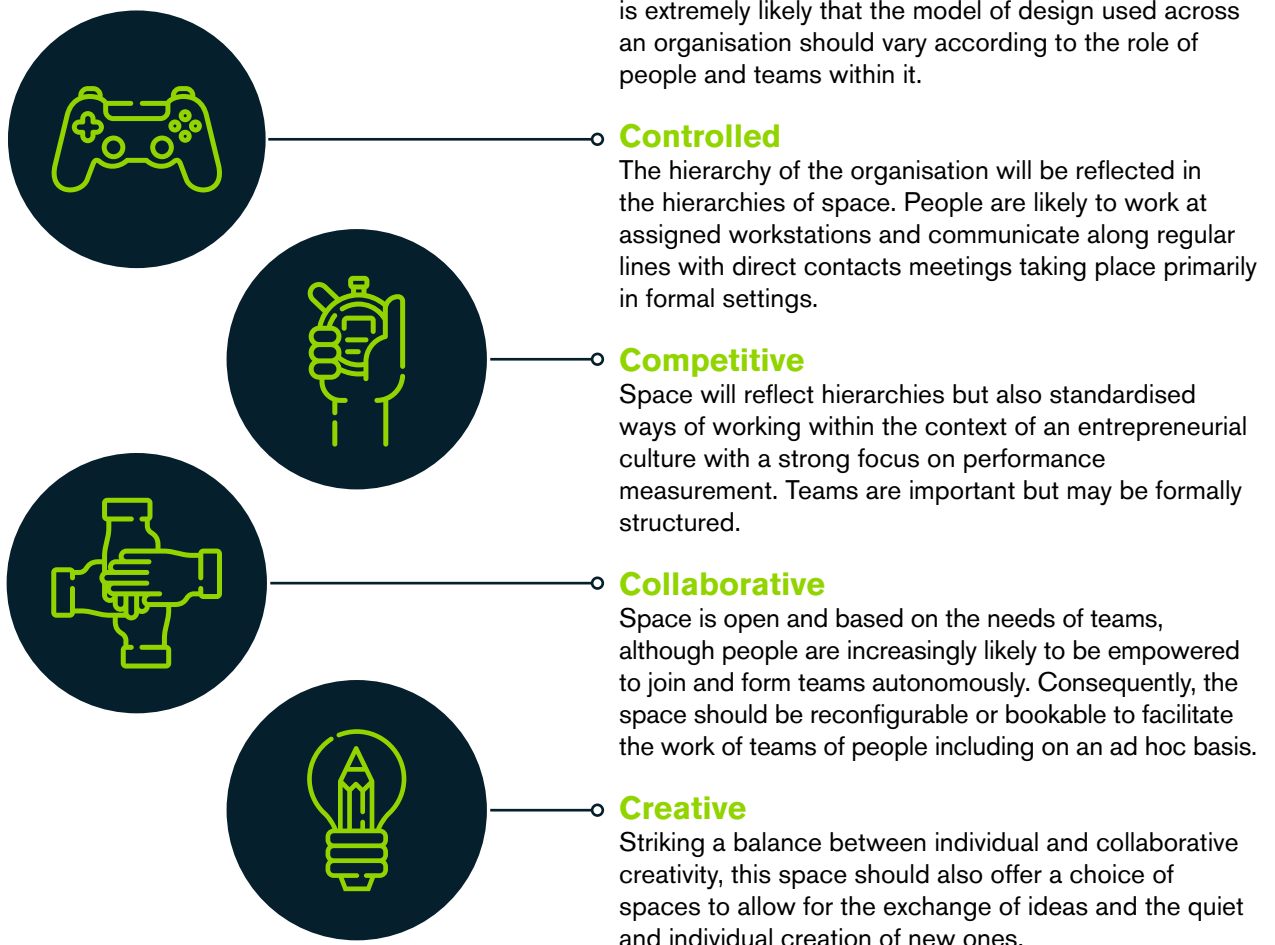 is extremely likely that the model of design used across
an organisation should vary according to the role of
people and teams within it.
Controlled
The hierarchy of the organisation will be reflected in
the hierarchies of space. People are likely to work at
assigned workstations and communicate along regular
lines with direct contacts meetings taking place primarily
in formal settings.
Competitive
Space will reflect hierarchies but also standardised
ways of working within the context of an entrepreneurial
culture with a strong focus on performance
measurement. Teams are important but may be formally
structured.
Collaborative
Space is open and based on the needs of teams,
although people are increasingly likely to be empowered
to join and form teams autonomously. Consequently, the
space should be reconfigurable or bookable to facilitate
the work of teams of people including on an ad hoc basis.
Creative
Striking a balance between individual and collaborative
creativity, this space should also offer a choice of
spaces to allow for the exchange of ideas and the quiet
and individual creation of new ones.